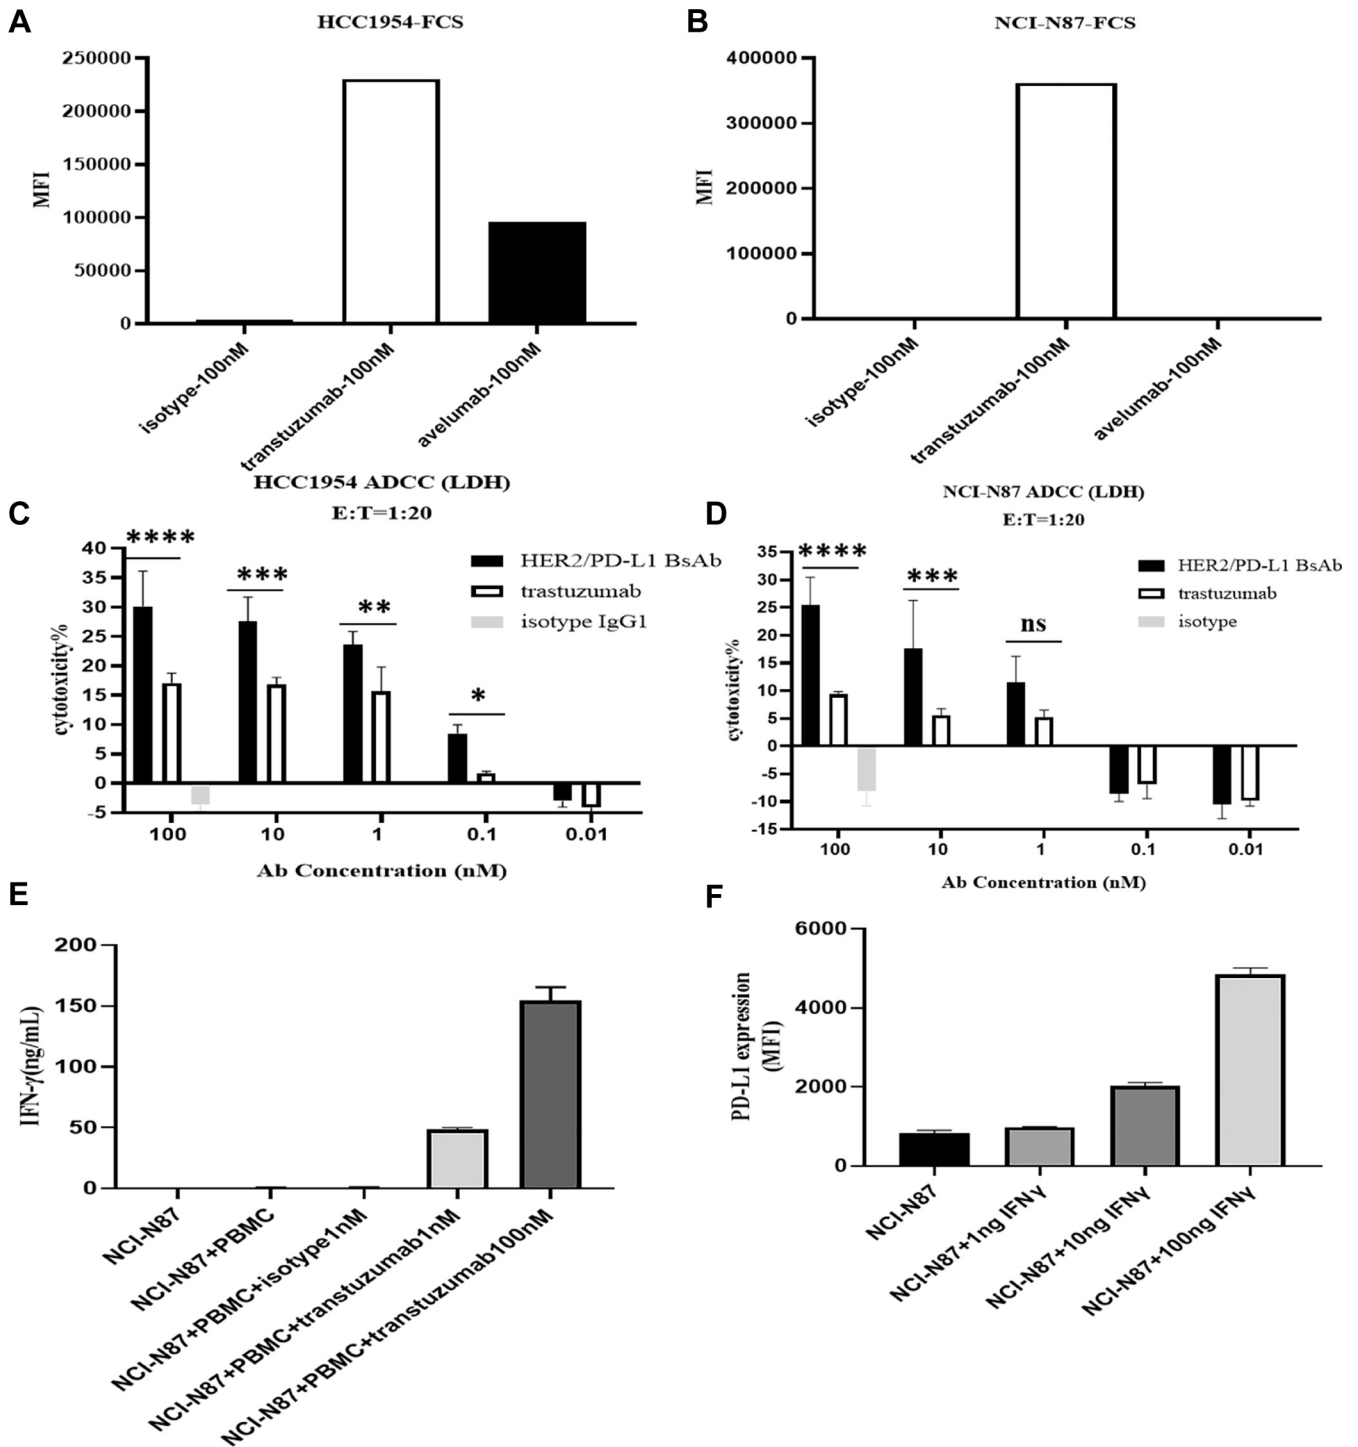 A
HCC1954-FCS
250000
200000
150000
100000
50000
0
MFI
isotype-100nM
transtuzumab-100nM
avelumab-100nM
B
NCI-N87-FCS
400000
300000
200000
100000
0
MFI
isotype-100nM
transtuzumab-100nM
avelumab-100nM
C
HCC1954 ADCC (LDH)
E:T=1:20
40
35
30
25
20
15
10
5
0
-5
cytotoxicity%
****
***
**
*
HER2/PD-L1 BsAb
trastuzumab
isotype IgG1
100 10 1 0.1 0.01
Ab Concentration (nM)
D
NCI-N87 ADCC (LDH)
E:T=1:20
35
30
25
20
15
10
5
0
-5
-10
-15
cytotoxicity%
****
***
ns
HER2/PD-L1 BsAb
trastuzumab
isotype
100 10 1 0.1 0.01
Ab Concentration (nM)
E
200
150
100
50
0
IFN-γ(ng/mL)
NCI-N87
NCI-N87+PBMC
NCI-N87+PBMC+isotype1nM
NCI-N87+PBMC+transtuzumab1nM
NCI-N87+PBMC+transtuzumab100nM
F
6000
4000
2000
0
PD-L1 expression
(MFI)
NCI-N87
NCI-N87+1ng IFNγ
NCI-N87+10ng IFNγ
NCI-N87+100ng IFNγ